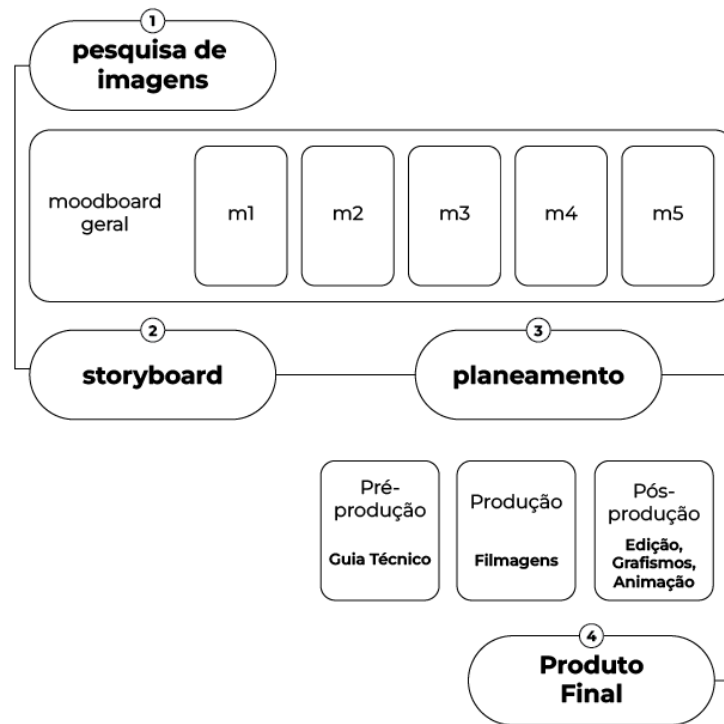 1
pesquisa de
imagens
moodboard
geral
m1
m2
m3
m4
m5
2
storyboard
3
planeamento
Pré-
produção
Guia Técnico
Produção
Filmagens
Pós-
produção
Edição,
Grafismos,
Animação
4
Produto
Final